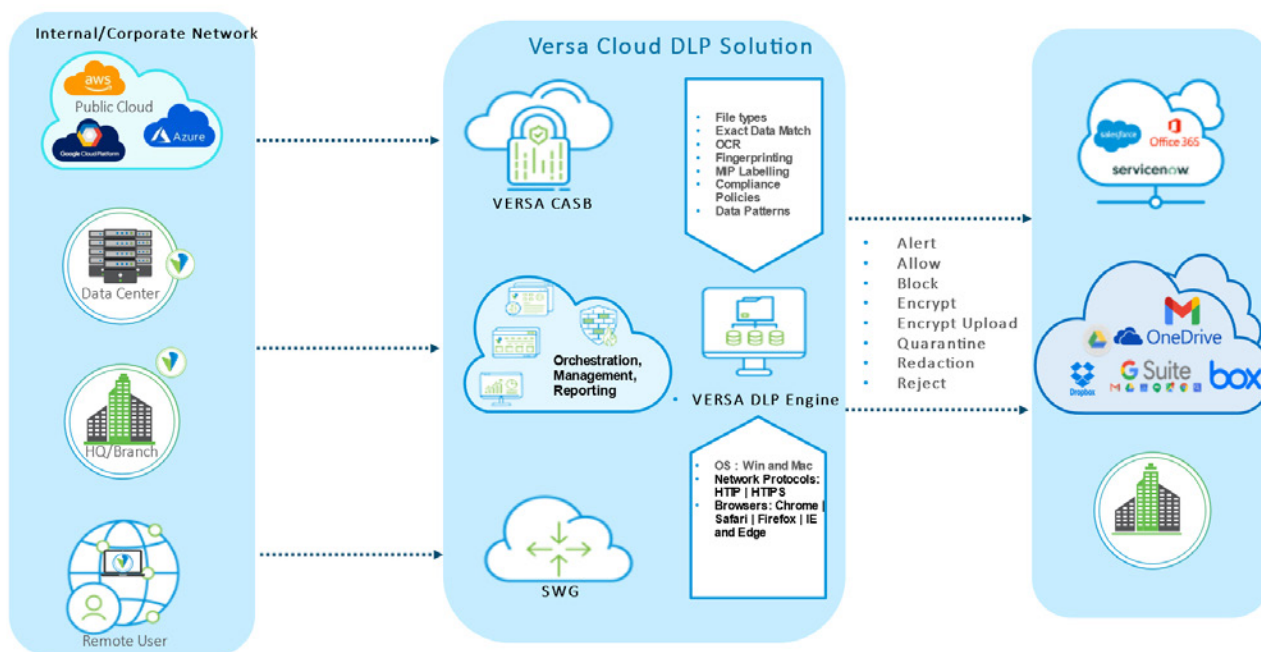 Internal/Corporate Network
aws
Public Cloud
Google Cloud Platform
Azure
Data Center
HQ/Branch
Remote User
Versa Cloud DLP Solution
VERSA CASB
Orchestration,
Management,
Reporting
SWG
• File types
• Exact Data Match
• OCR
• Fingerprinting
• MIP Labelling
• Compliance
Policies
• Data Patterns
• VERSA DLP Engine
• OS : Win and Mac
• Network Protocols:
HTTP | HTTPS
• Browsers: Chrome |
Safari | Firefox | IE
and Edge
• Alert
• Allow
• Block
• Encrypt
• Encrypt Upload
• Quarantine
• Redaction
• Reject
salesforce
Office 365
servicenow
OneDrive
Dropbox
G Suite
box